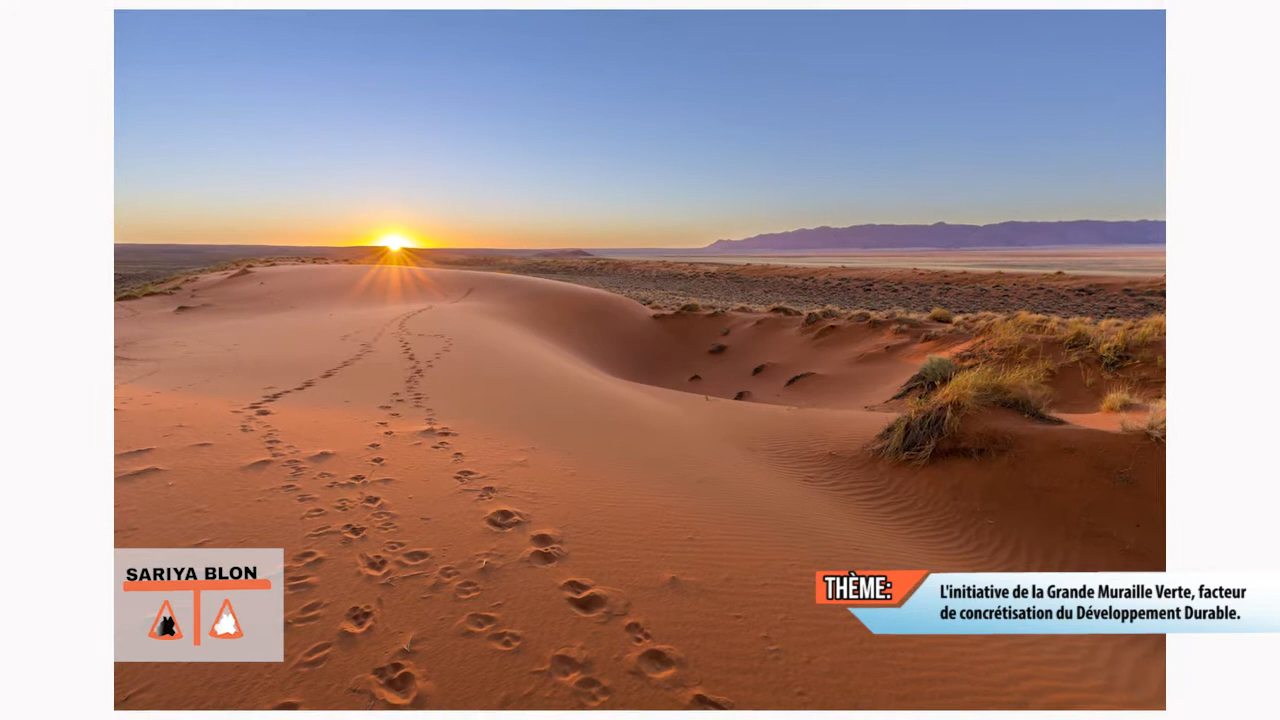 SARIYA BLON
THÈME:
L'initiative de la Grande Muraille Verte, facteur
de concrétisation du Développement Durable.